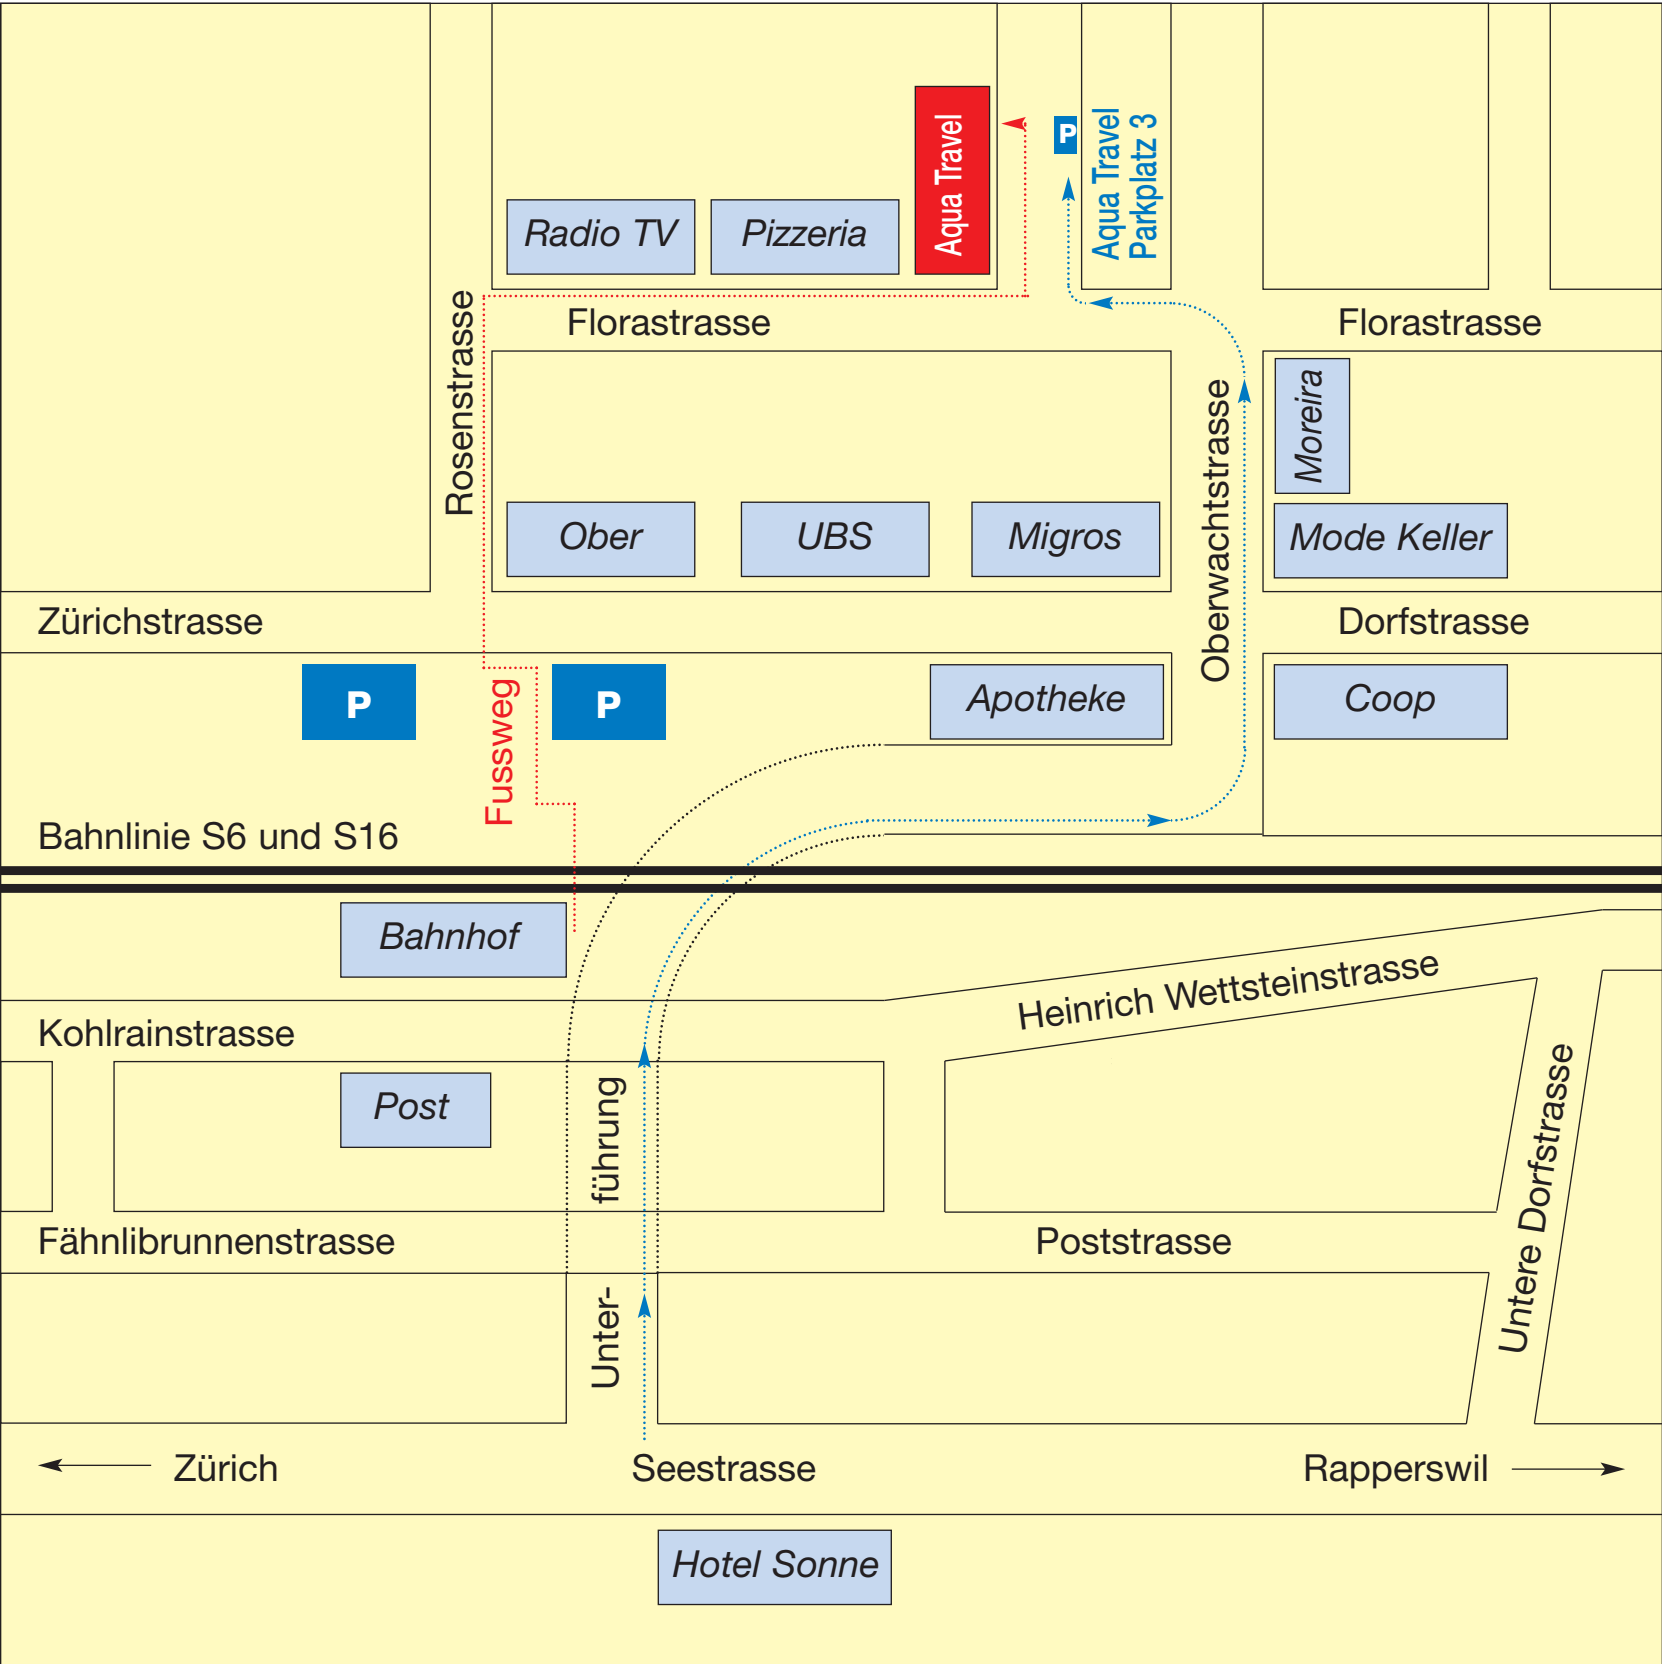 Aqua Travel
P
Aqua Travel
Parkplatz 3
Radio TV
Pizzeria
Rosenstrasse
Florastrasse
Florastrasse
Moreira
Oberwachtstrasse
Ober
UBS
Migros
Mode Keller
Zürichstrasse
Dorfstrasse
P
Fussweg
P
Apotheke
Coop
Bahnlinie S6 und S16
Bahnhof
Heinrich Wettsteinstrasse
Kohlrainstrasse
Post
Unter-
führung
Untere Dorfstrasse
Fähnlibrunnenstrasse
Poststrasse
Zürich
Seestrasse
Rapperswil
Hotel Sonne